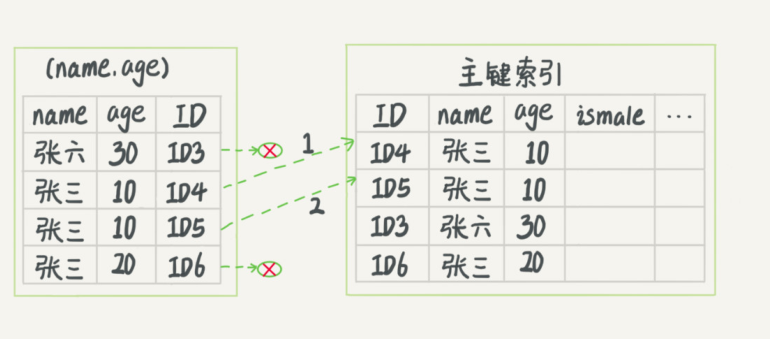 (name,age)
name age ID
张六 30 ID3
张三 10 ID4
张三 10 ID5
张三 20 ID6
1
2
主键索引
ID name age ismale ...
ID4 张三 10
ID5 张三 10
ID3 张六 30
ID6 张三 20